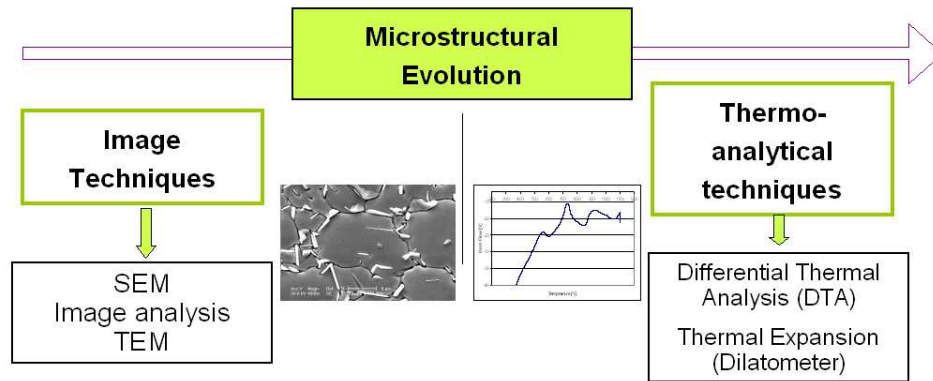 Microstructural
Evolution
Image
Techniques
Thermo-
analytical
techniques
SEM
Image analysis
TEM
Differential Thermal
Analysis (DTA)
Thermal Expansion
(Dilatometer)